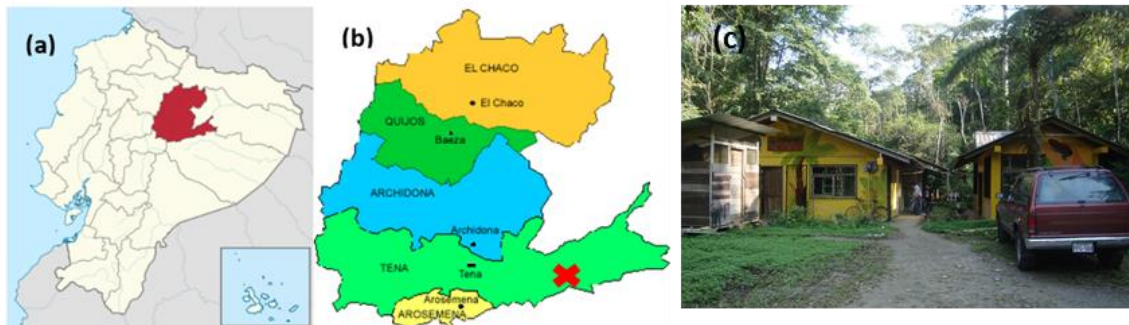 (a)
(b)
(c)
EL CHACO
El Chaco
QUIJOS
Baeza
ARCHIDONA
Archidona
TENA
Tena
Arosemena
AROSEMENA